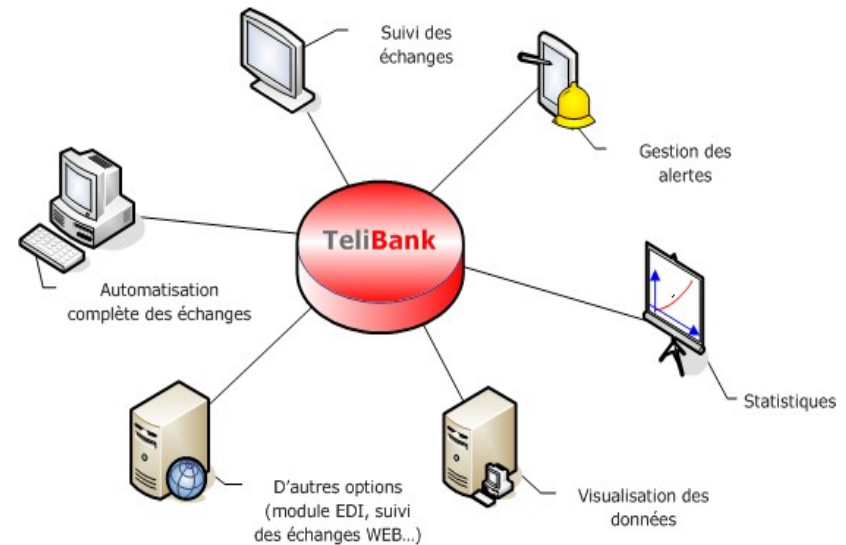 Suivi des
échanges
Gestion des
alertes
TeliBank
Automatisation
complète des échanges
Statistiques
D'autres options
(module EDI, suivi
des échanges WEB...)
Visualisation des
données